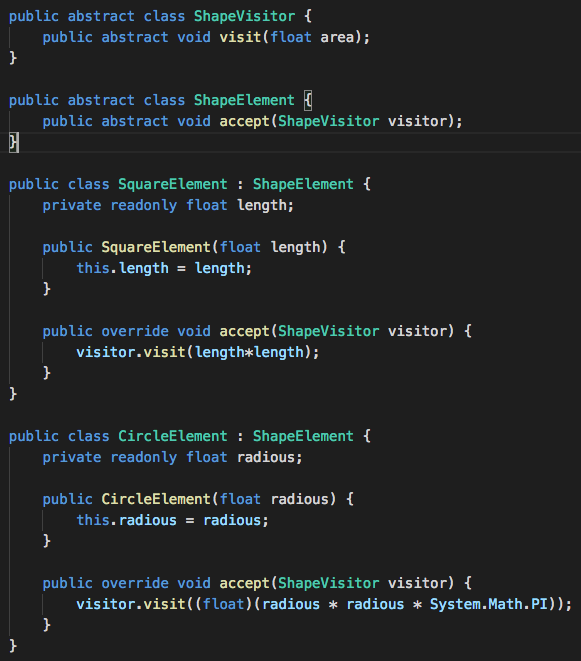 public abstract class ShapeVisitor {
    public abstract void visit(float area);
}

public abstract class ShapeElement {
    public abstract void accept(ShapeVisitor visitor);
}

public class SquareElement : ShapeElement {
    private readonly float length;

    public SquareElement(float length) {
        this.length = length;
    }

    public override void accept(ShapeVisitor visitor) {
        visitor.visit(length*length);
    }
}

public class CircleElement : ShapeElement {
    private readonly float radious;

    public CircleElement(float radious) {
        this.radious = radious;
    }

    public override void accept(ShapeVisitor visitor) {
        visitor.visit((float)(radious * radious * System.Math.PI));
    }
}